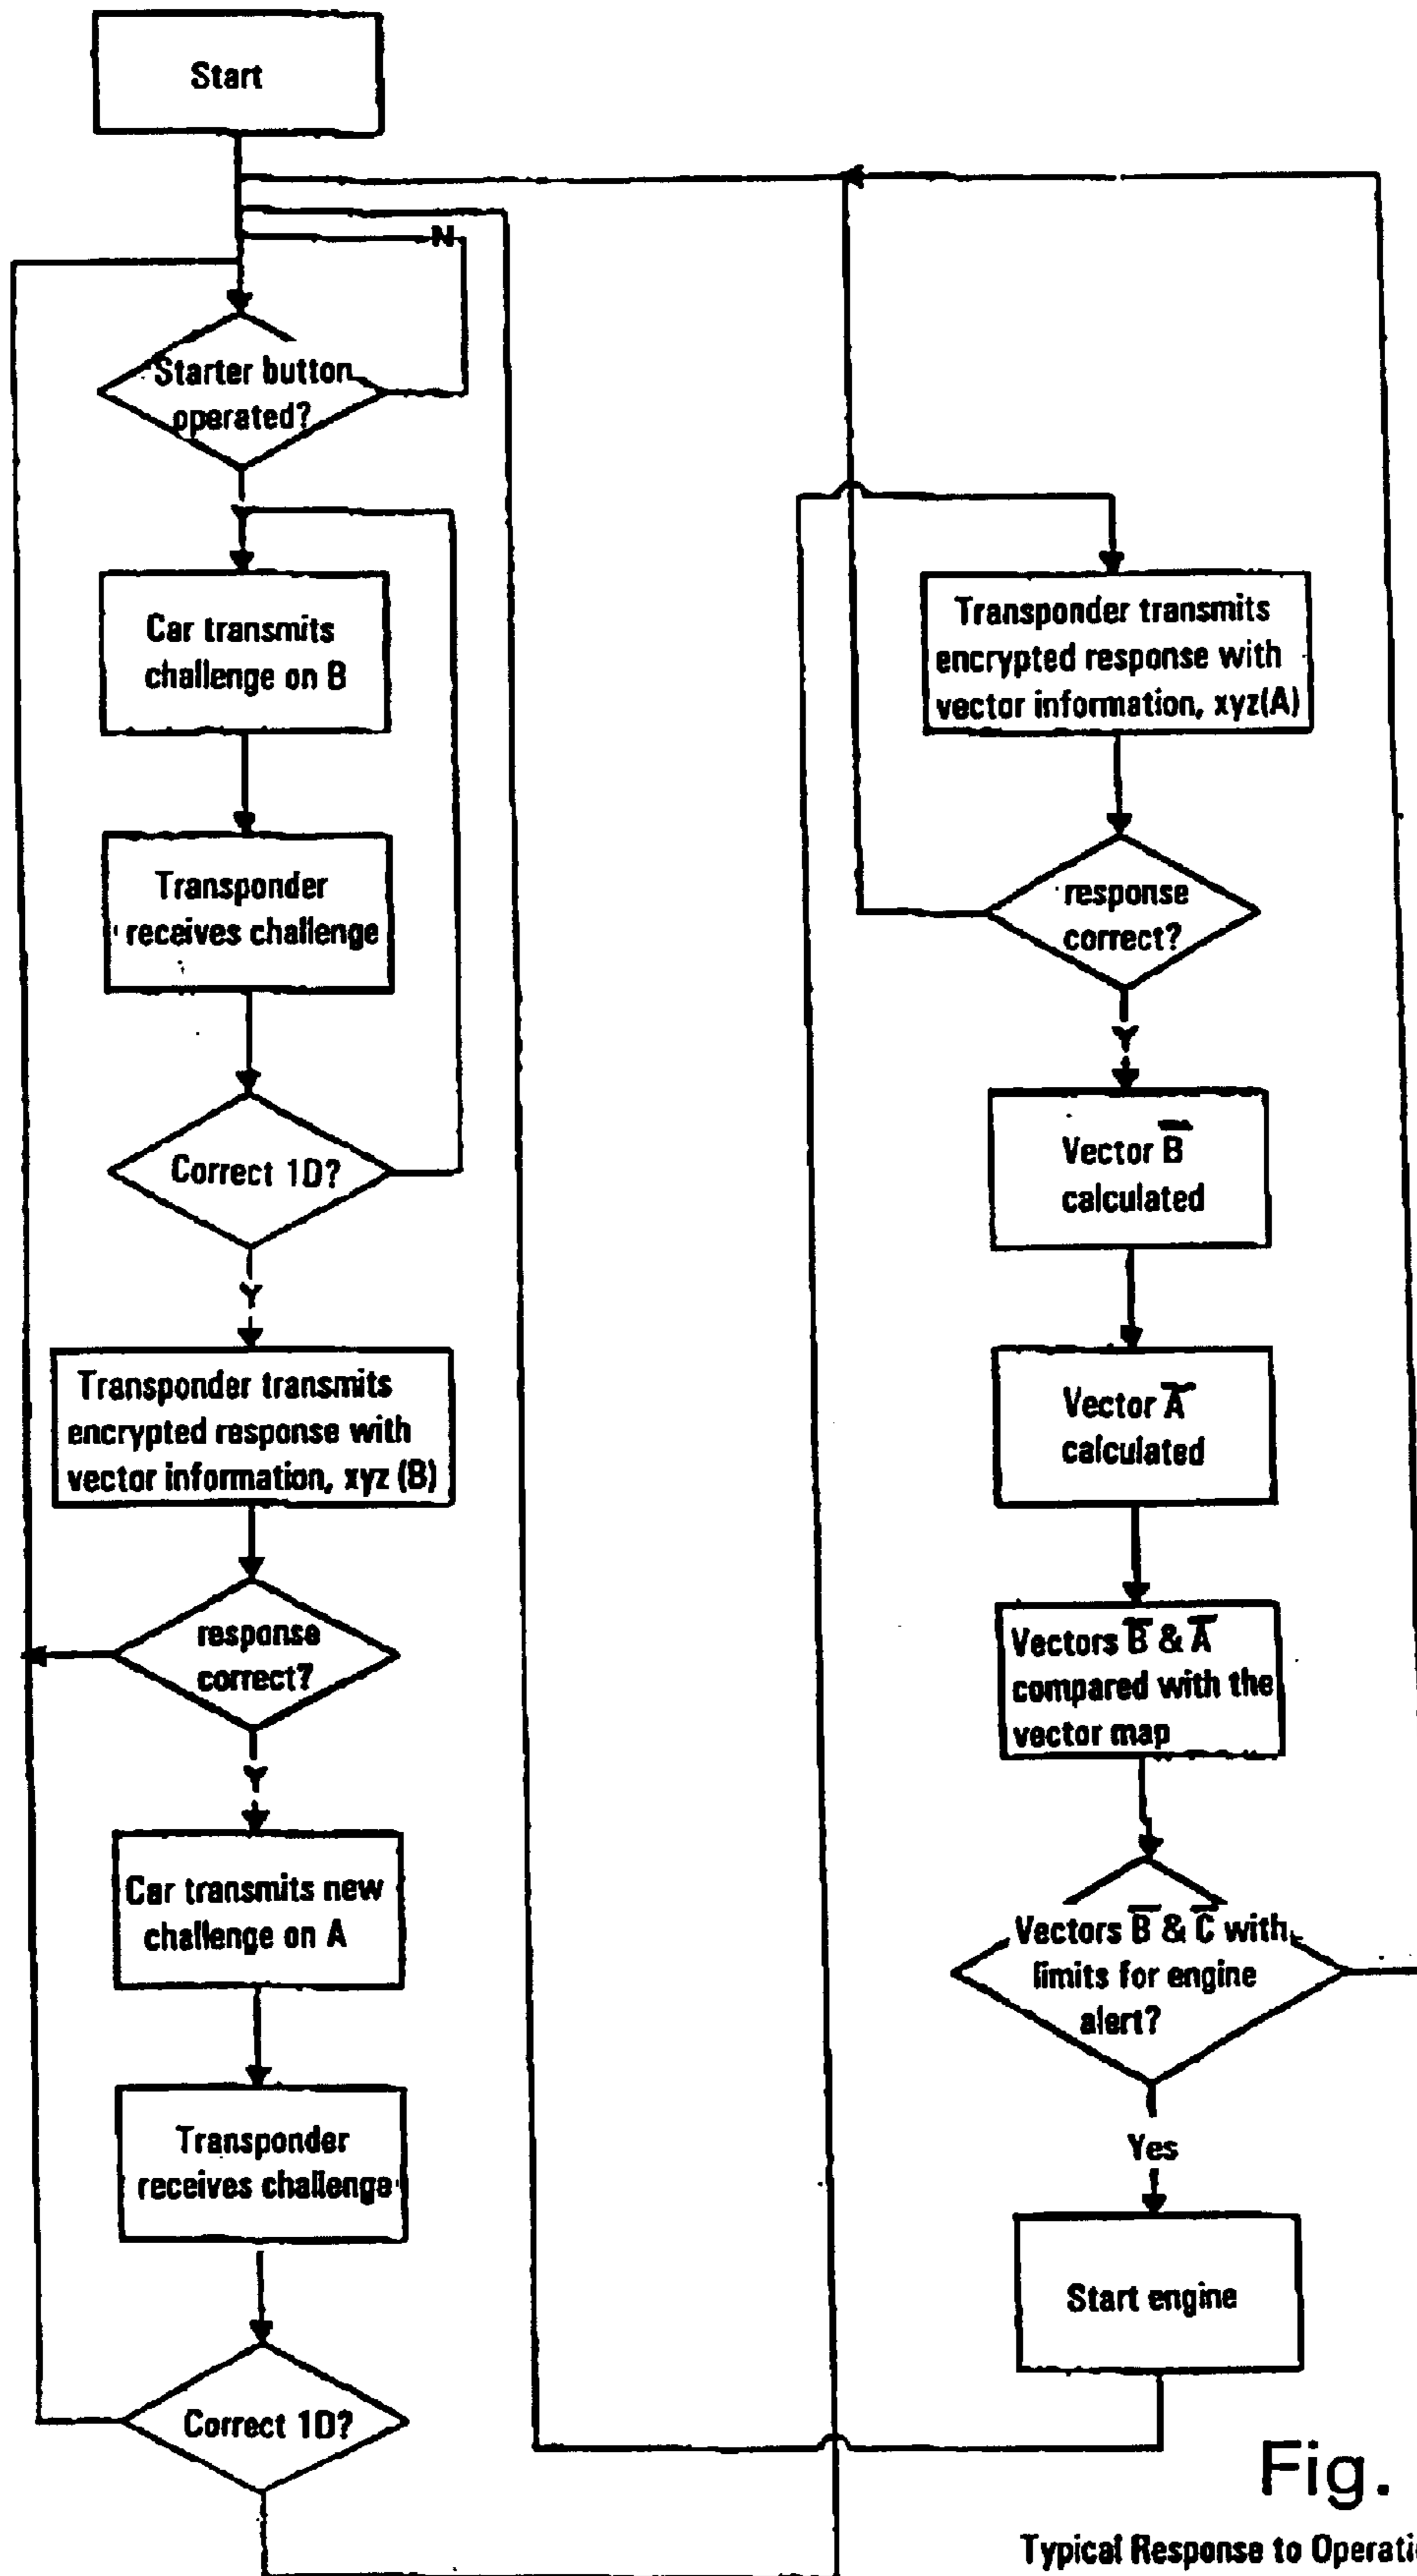 Start
N
Starter button
operated?
Y
Car transmits
challenge on B
Transponder
receives challenge
Correct 1D?
Y
Transponder transmits
encrypted response with
vector information, xyz (B)
response
correct?
Y
Car transmits new
challenge on A
Transponder
receives challenge
Correct 1D?
Transponder transmits
encrypted response with
vector information, xyz(A)
response
correct?
Y
Vector B̅
calculated
Vector A̅
calculated
Vectors B̅ & A̅
compared with the
vector map
Vectors B̅ & C̅ with
limits for engine
alert?
Yes
Start engine
Fig.
Typical Response to Operati